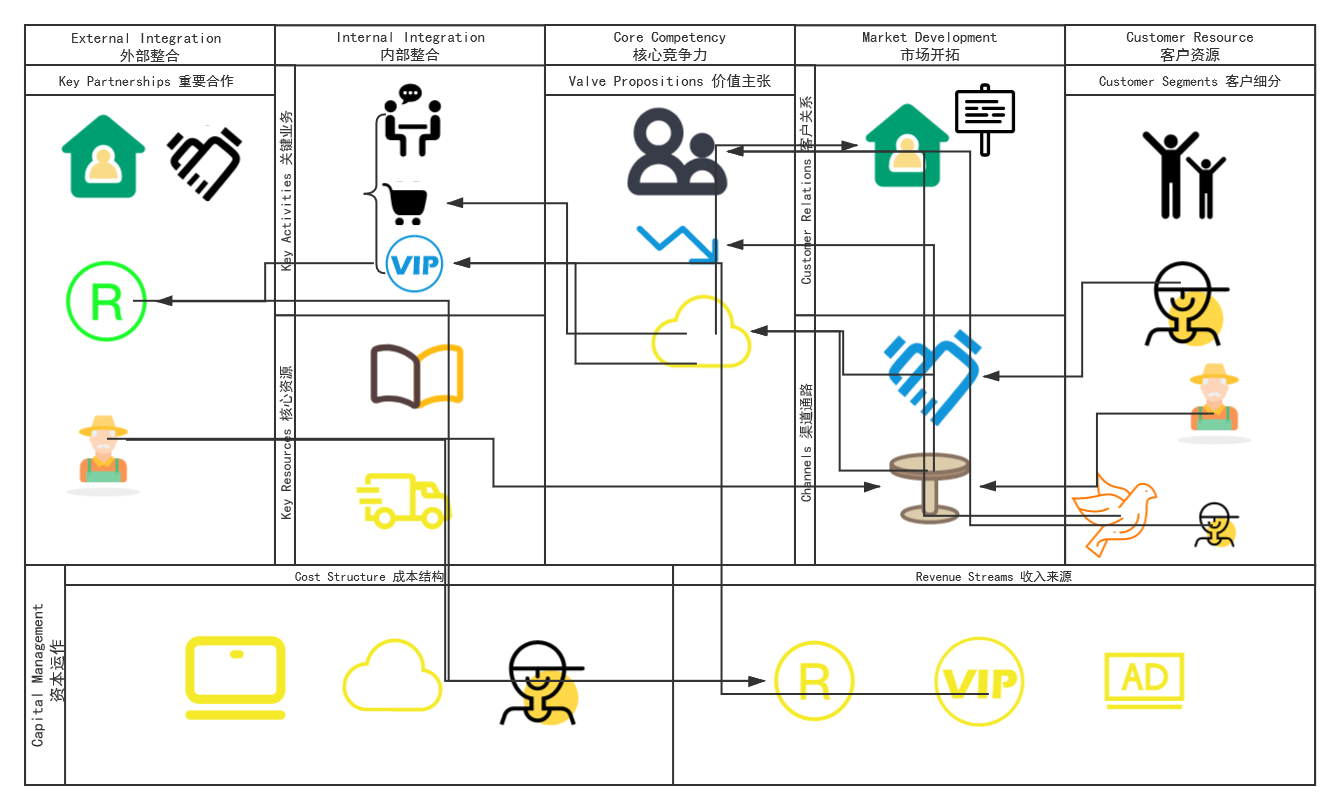 External Integration
外部整合
Internal Integration
内部整合
Core Competency
核心竞争力
Market Development
市场开拓
Customer Resource
客户资源
Key Partnerships 重要合作
Key Activities 关键业务
Valve Propositions 价值主张
Customer Relations 客户关系
Customer Segments 客户细分
VIP
R
Key Resources 核心资源
Channels 渠道通路
Capital Management
资本运作
Cost Structure 成本结构
Revenue Streams 收入来源
R
VIP
AD